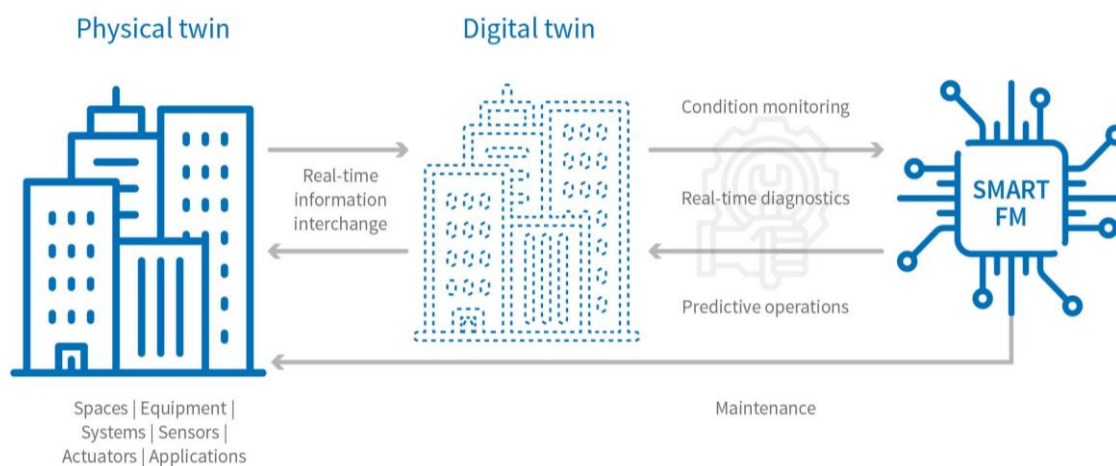 Physical twin
Digital twin
Real-time
information
interchange
Condition monitoring
Real-time diagnostics
Predictive operations
SMART
FM
Spaces | Equipment |
Systems | Sensors |
Actuators | Applications
Maintenance